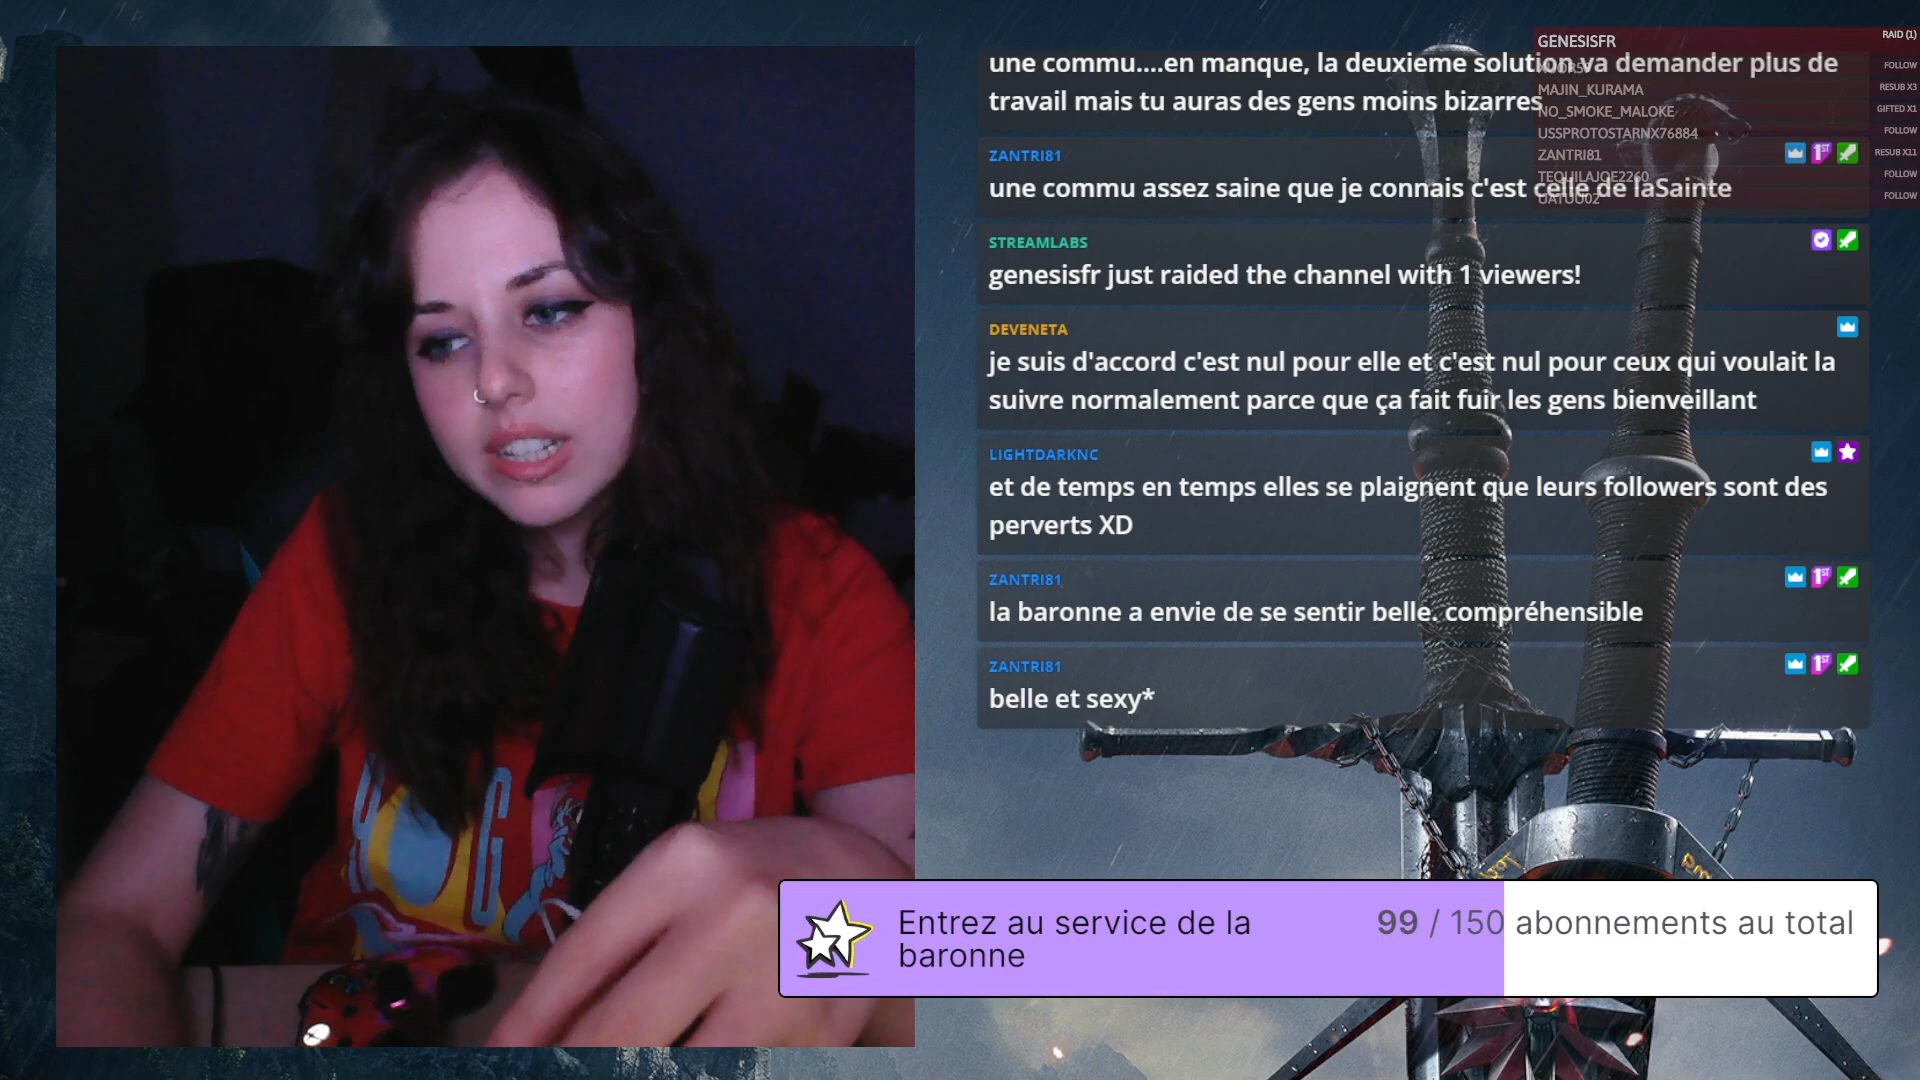 une commu....en manque, la deuxieme solution va demander plus de
travail mais tu auras des gens moins bizarres
GENESISFR RAID (1)
FOLLOW
MAJIN_KURAMA RESUB X3
NO_SMOKE_MALOKE GIFTED X1
USSPROTOSTARNX76884 FOLLOW
ZANTRI81 RESUB X11
TEQUILAJOE2260 FOLLOW
UATUU02 FOLLOW
ZANTRI81 1ST
une commu assez saine que je connais c'est celle de laSainte
STREAMLABS
genesisfr just raided the channel with 1 viewers!
DEVENETA
je suis d'accord c'est nul pour elle et c'est nul pour ceux qui voulait la
suivre normalement parce que ça fait fuir les gens bienveillant
LIGHTDARKNC
et de temps en temps elles se plaignent que leurs followers sont des
perverts XD
ZANTRI81 1ST
la baronne a envie de se sentir belle. compréhensible
ZANTRI81 1ST
belle et sexy*
Entrez au service de la
baronne
99 / 150 abonnements au total